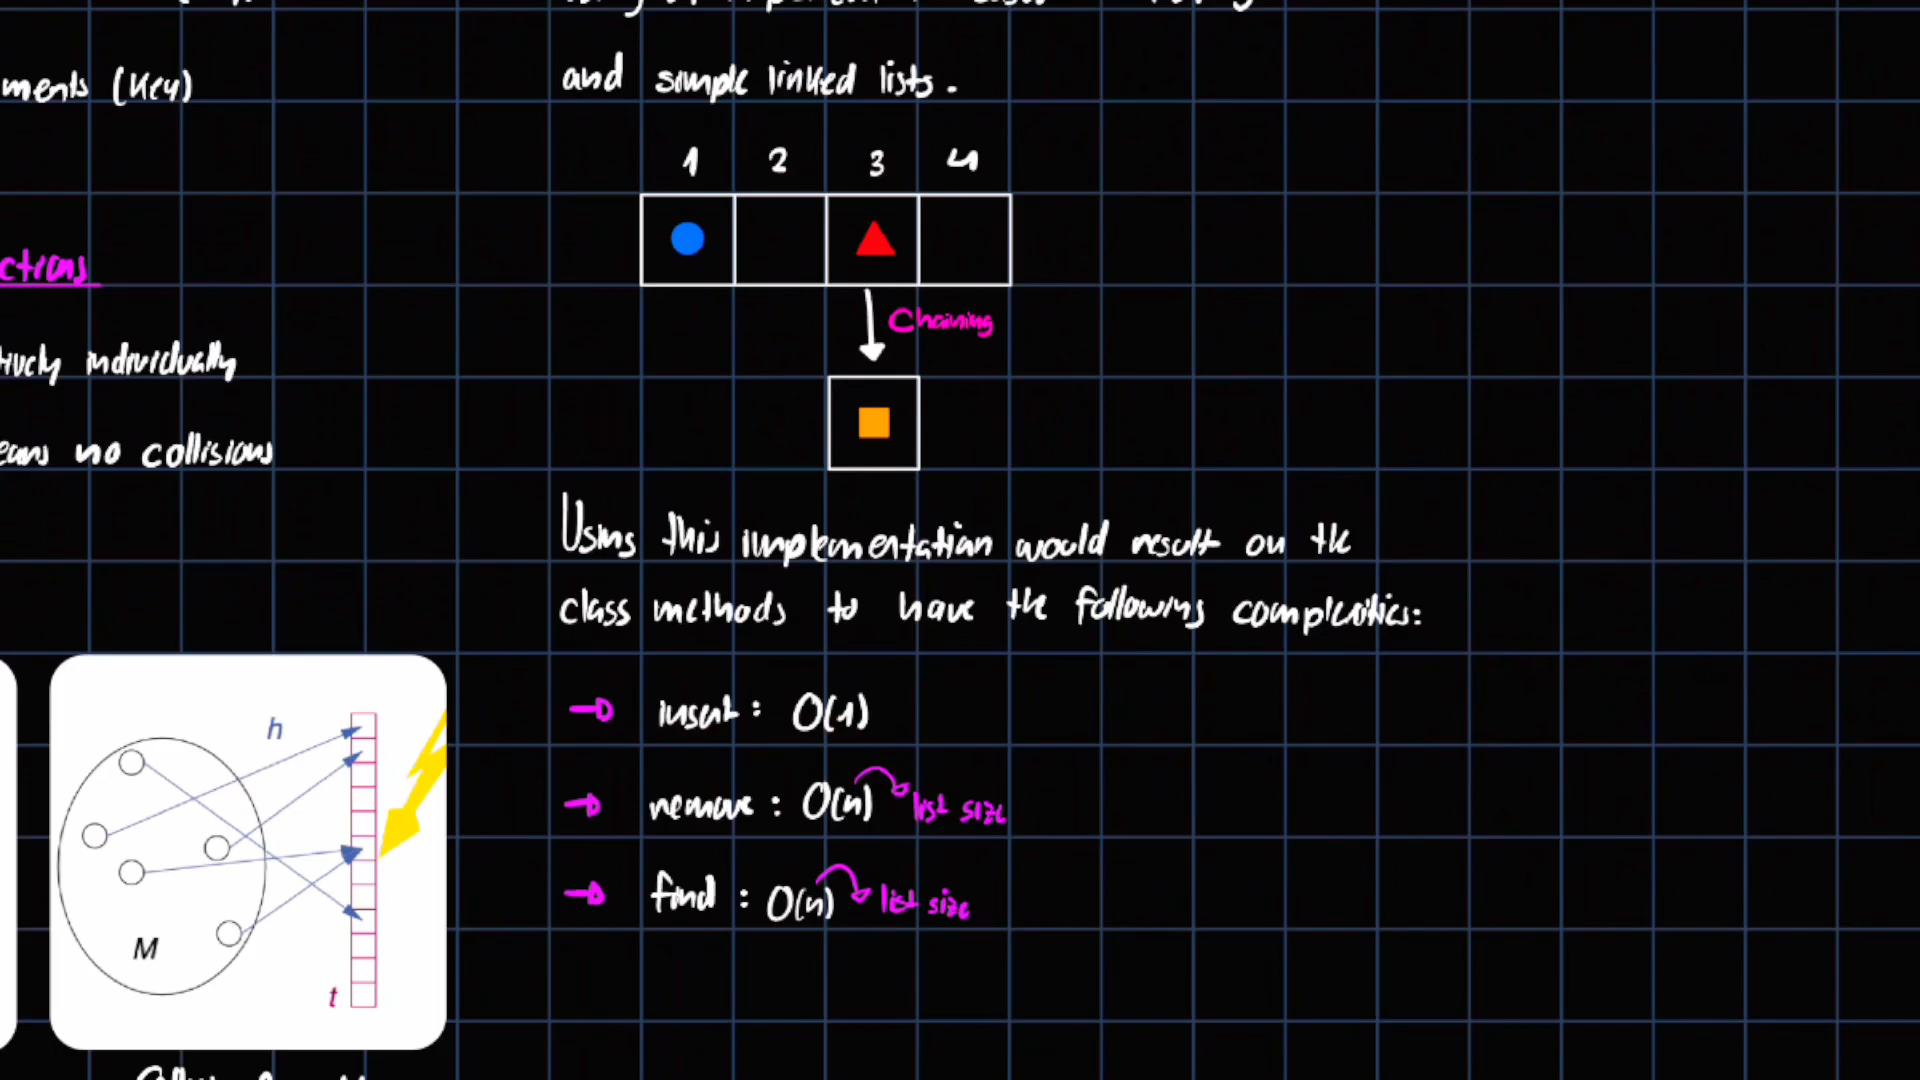 ments (Key)
ctions
tively individually
eans no collisions
h
M
t
and simple linked lists.
1 2 3 4
Chaining
Using this implementation would result on the
class methods to have the following complexities:
insert: O(1)
remove: O(n) list size
find: O(n) list size